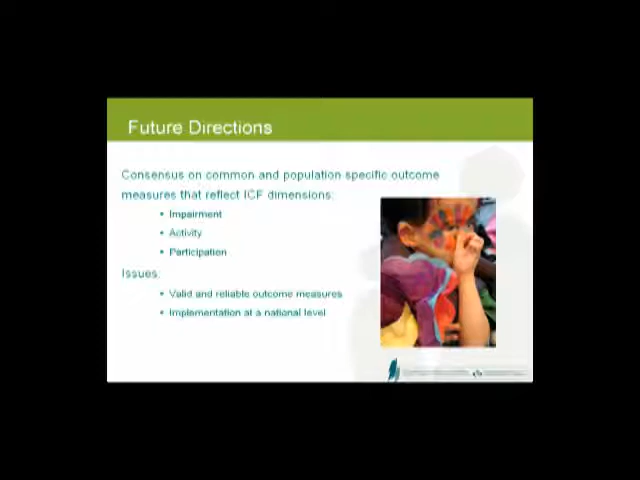 Future Directions
Consensus on common and population specific outcome
measures that reflect ICF dimensions:
• Impairment
• Activity
• Participation
Issues:
• Valid and reliable outcome measures
• Implementation at a national level